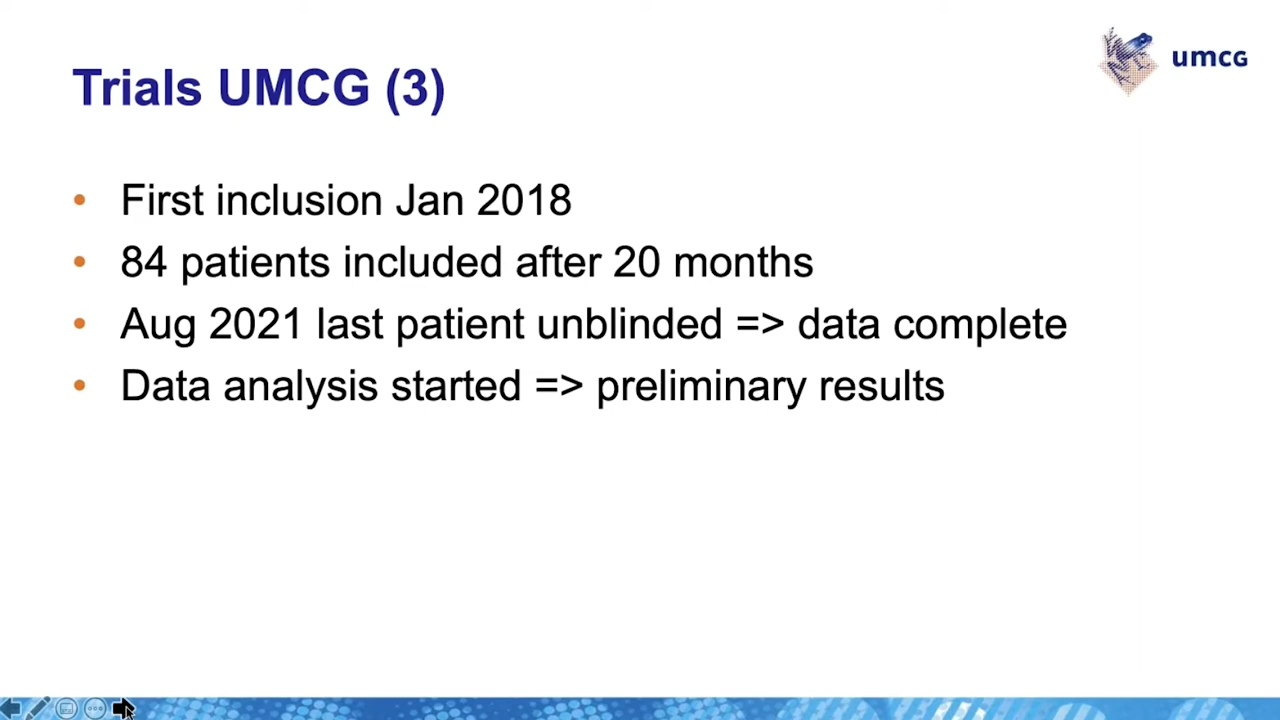 Trials UMCG (3)
umcg
• First inclusion Jan 2018
• 84 patients included after 20 months
• Aug 2021 last patient unblinded => data complete
• Data analysis started => preliminary results